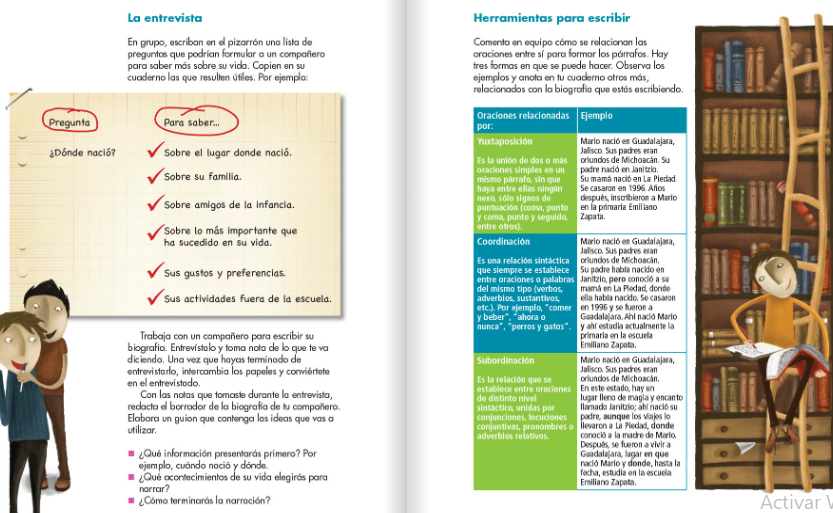 La entrevista
En grupo, escriban en el pizarrón una lista de
preguntas que podrían formular a un compañero
para saber más sobre su vida. Copien en su
cuaderno las que resulten útiles. Por ejemplo:
Pregunta
Para saber...
¿Dónde nació?
Sobre el lugar donde nació.
Sobre su familia.
Sobre amigos de la infancia.
Sobre lo más importante que
ha sucedido en su vida.
Sus gustos y preferencias.
Sus actividades fuera de la escuela.
Trabaja con un compañero para escribir su
biografía. Entrevístalo y toma nota de lo que te va
diciendo. Una vez que hayas terminado de
entrevistarlo, intercambia los papeles y conviértete
en el entrevistado.
Con las notas que tomaste durante la entrevista,
redacta el borrador de la biografía de tu compañero.
Elabora un guion que contenga las ideas que vas a
utilizar.
¿Qué información presentarás primero? Por
ejemplo, cuándo nació y dónde.
¿Qué acontecimientos de su vida elegirás para
narrar?
¿Cómo terminarás la narración?
Herramientas para escribir
Comenta en equipo cómo se relacionan las
oraciones entre sí para formar los párrafos. Hay
tres formas en que se puede hacer. Observa los
ejemplos y anota en tu cuaderno otros más,
relacionados con la biografía que estás escribiendo.
Oraciones relacionadas
por:
Ejemplo
Yuxtaposición
Es la unión de dos o más
oraciones simples en un
mismo párrafo, sin que
haya entre ellas ningún
nexo, sólo signos de
puntuación (coma, punto
y coma, punto y seguido,
entre otros).
Mario nació en Guadalajara,
Jalisco. Sus padres eran
oriundos de Michoacán. Su
padre nació en Janitzio.
Su mamá nació en La Piedad.
Se casaron en 1996. Años
después, inscribieron a Mario
en la primaria Emiliano
Zapata.
Coordinación
Es una relación sintáctica
que siempre se establece
entre oraciones o palabras
del mismo tipo (verbos,
adverbios, sustantivos,
etc.). Por ejemplo, "comer
y beber", "ahora o
nunca", "perros y gatos".
Mario nació en Guadalajara,
Jalisco. Sus padres eran
oriundos de Michoacán.
Su padre había nacido en
Janitzio, pero conoció a su
mamá en La Piedad, donde
ella había nacido. Se casaron
en 1996 y se fueron a
Guadalajara. Ahí nació Mario
y ahí estudia actualmente la
primaria en la escuela
Emiliano Zapata.
Subordinación
Es la relación que se
establece entre oraciones
de distinto nivel
sintáctico, unidas por
conjunciones, locuciones
conjuntivas, pronombres o
adverbios relativos.
Mario nació en Guadalajara,
Jalisco. Sus padres eran
oriundos de Michoacán.
En este estado, hay un
lugar lleno de magia y encanto
llamado Janitzio; ahí nació su
padre, aunque los viajes lo
llevaron a La Piedad, donde
conoció a la madre de Mario.
Después, se fueron a vivir a
Guadalajara, lugar en que
nació Mario y donde, hasta la
fecha, estudia en la escuela
Emiliano Zapata.
Activar